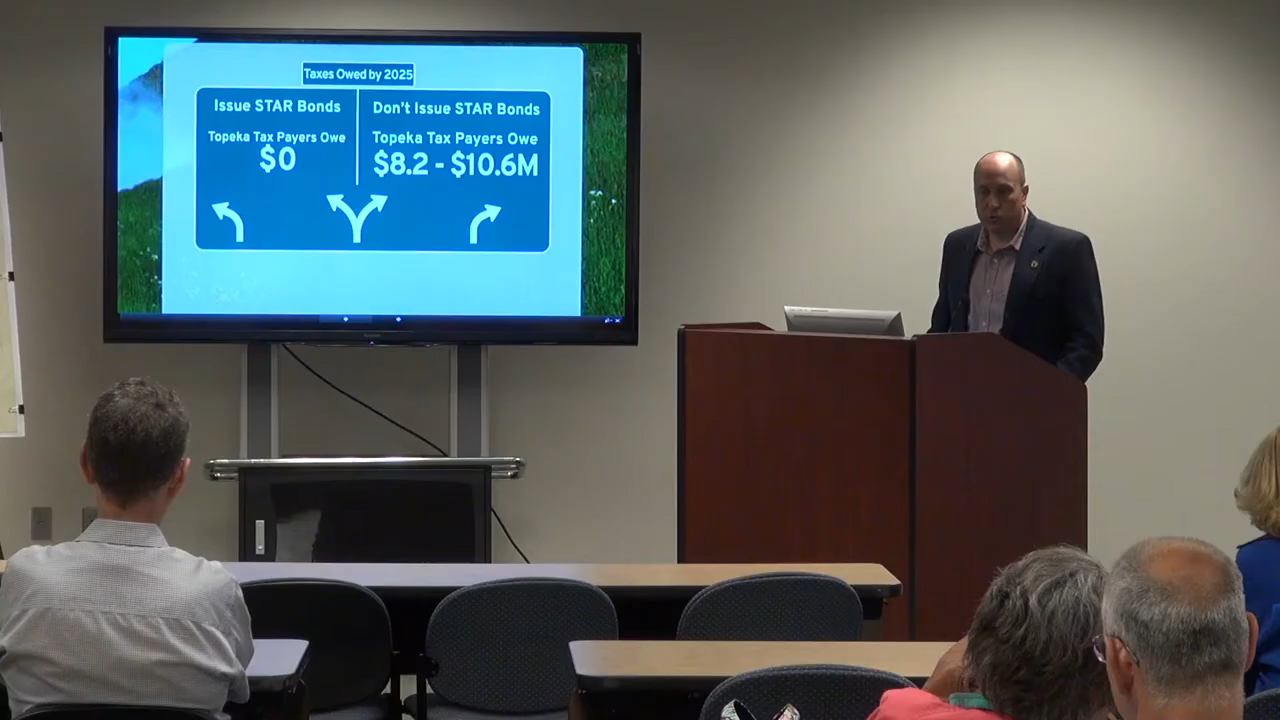 Taxes Owed by 2025
Issue STAR Bonds
Topeka Tax Payers Owe
$0
Don't Issue STAR Bonds
Topeka Tax Payers Owe
$8.2 - $10.6M